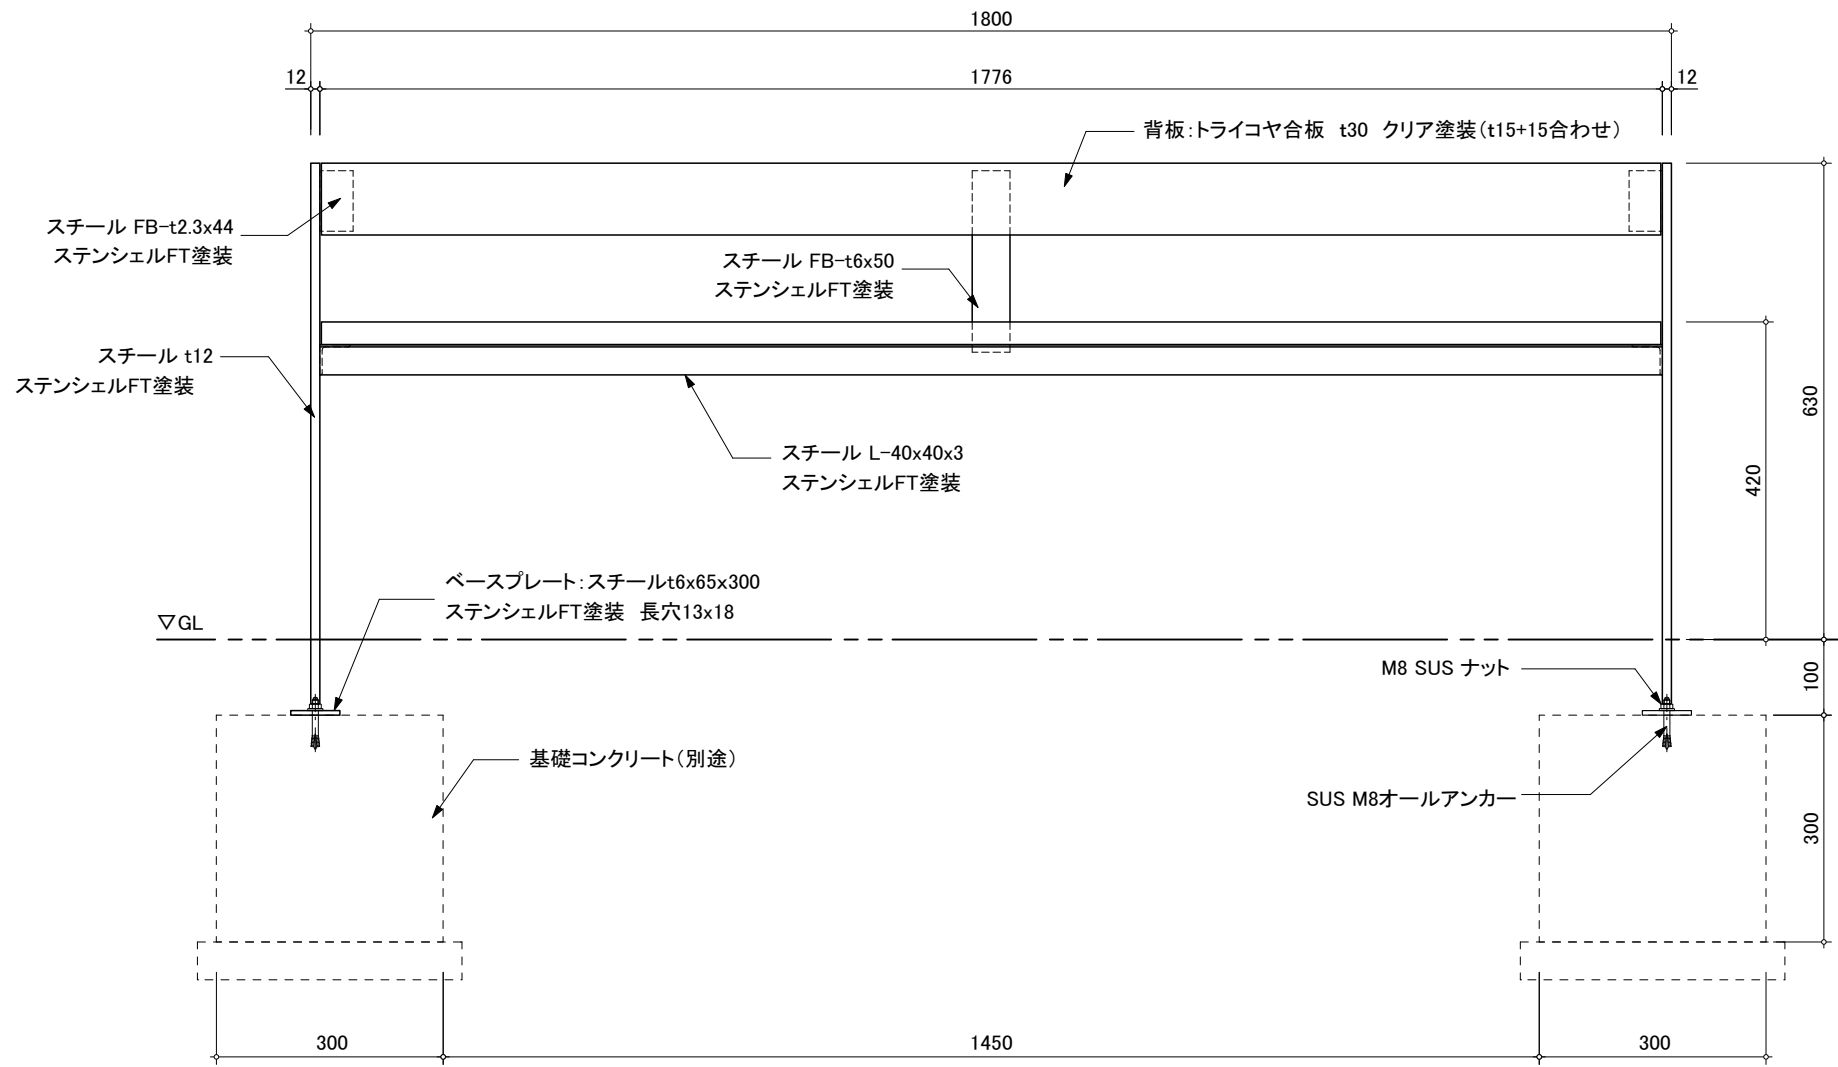 1800
12
1776
12
背板:トライコヤ合板 t30 クリア塗装(t15+15合わせ)
スチール FB-t2.3x44
ステンシェルFT塗装
スチール FB-t6x50
ステンシェルFT塗装
スチール t12
ステンシェルFT塗装
630
420
スチール L-40x40x3
ステンシェルFT塗装
ベースプレート:スチールt6x65x300
ステンシェルFT塗装 長穴13x18
▽GL
M8 SUS ナット
100
基礎コンクリート(別途)
SUS M8オールアンカー
300
300
1450
300